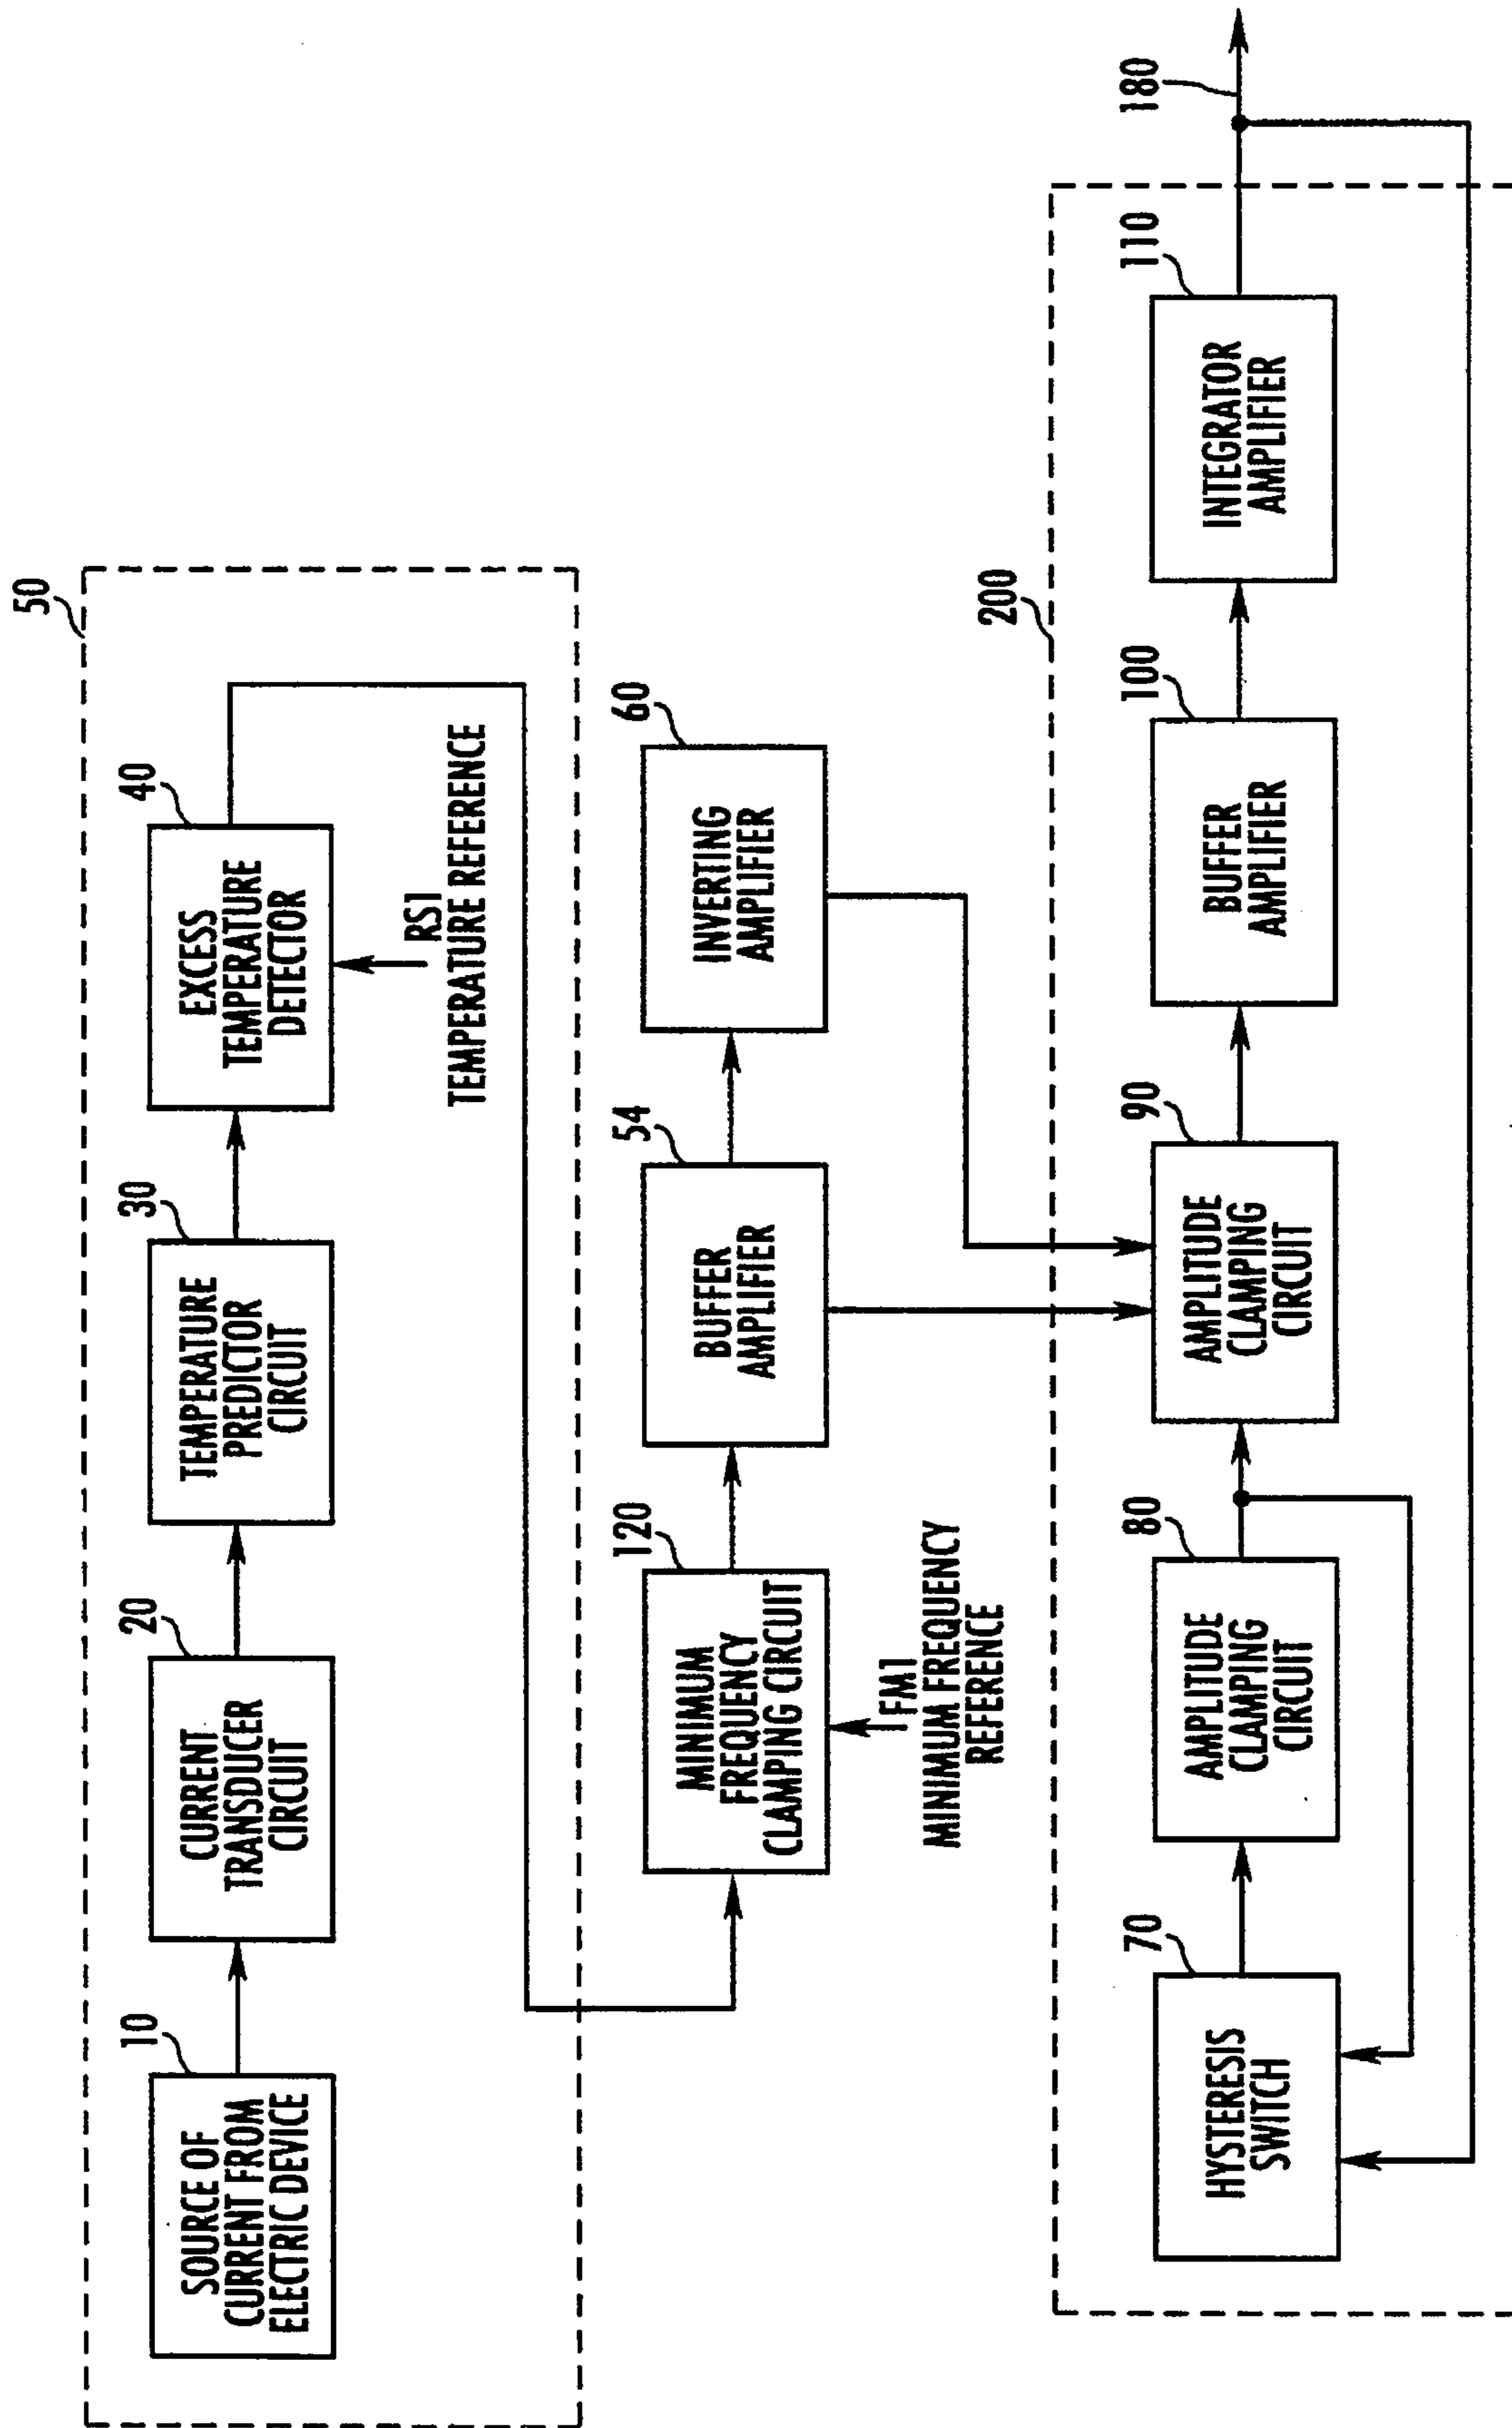 50
10
SOURCE OF
CURRENT FROM
ELECTRIC DEVICE
20
CURRENT
TRANSDUCER
CIRCUIT
30
TEMPERATURE
PREDICTOR
CIRCUIT
40
EXCESS
TEMPERATURE
DETECTOR
RS1
TEMPERATURE REFERENCE
120
MINIMUM
FREQUENCY
CLAMPING CIRCUIT
FM1
MINIMUM FREQUENCY
REFERENCE
54
BUFFER
AMPLIFIER
60
INVERTING
AMPLIFIER
200
70
HYSTERESIS
SWITCH
80
AMPLITUDE
CLAMPING
CIRCUIT
90
AMPLITUDE
CLAMPING
CIRCUIT
100
BUFFER
AMPLIFIER
110
INTEGRATOR
AMPLIFIER
180